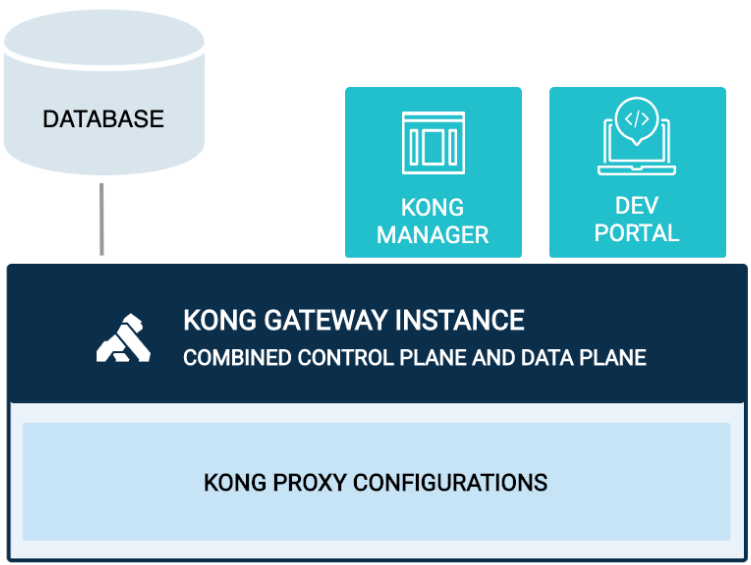 DATABASE
KONG
MANAGER
DEV
PORTAL
</>
KONG GATEWAY INSTANCE
COMBINED CONTROL PLANE AND DATA PLANE
KONG PROXY CONFIGURATIONS